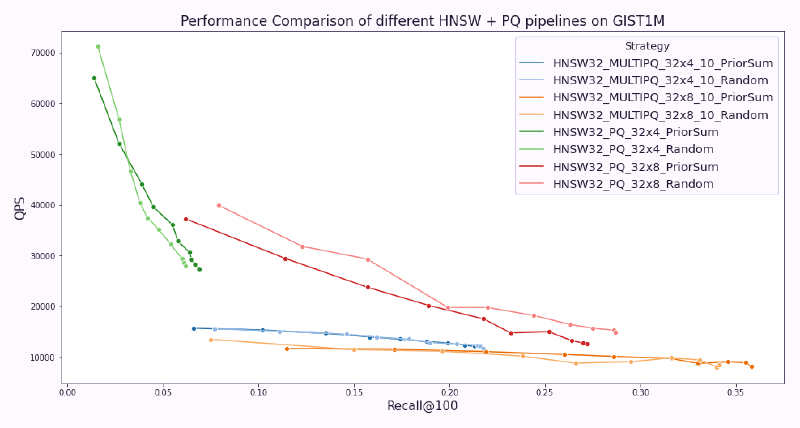 Performance Comparison of different HNSW + PQ pipelines on GIST1M
Strategy
HNSW32_MULTIPQ_32x4_10_PriorSum
HNSW32_MULTIPQ_32x4_10_Random
HNSW32_MULTIPQ_32x8_10_PriorSum
HNSW32_MULTIPQ_32x8_10_Random
HNSW32_PQ_32x4_PriorSum
HNSW32_PQ_32x4_Random
HNSW32_PQ_32x8_PriorSum
HNSW32_PQ_32x8_Random
QPS
70000
60000
50000
40000
30000
20000
10000
0.00 0.05 0.10 0.15 0.20 0.25 0.30 0.35
Recall@100